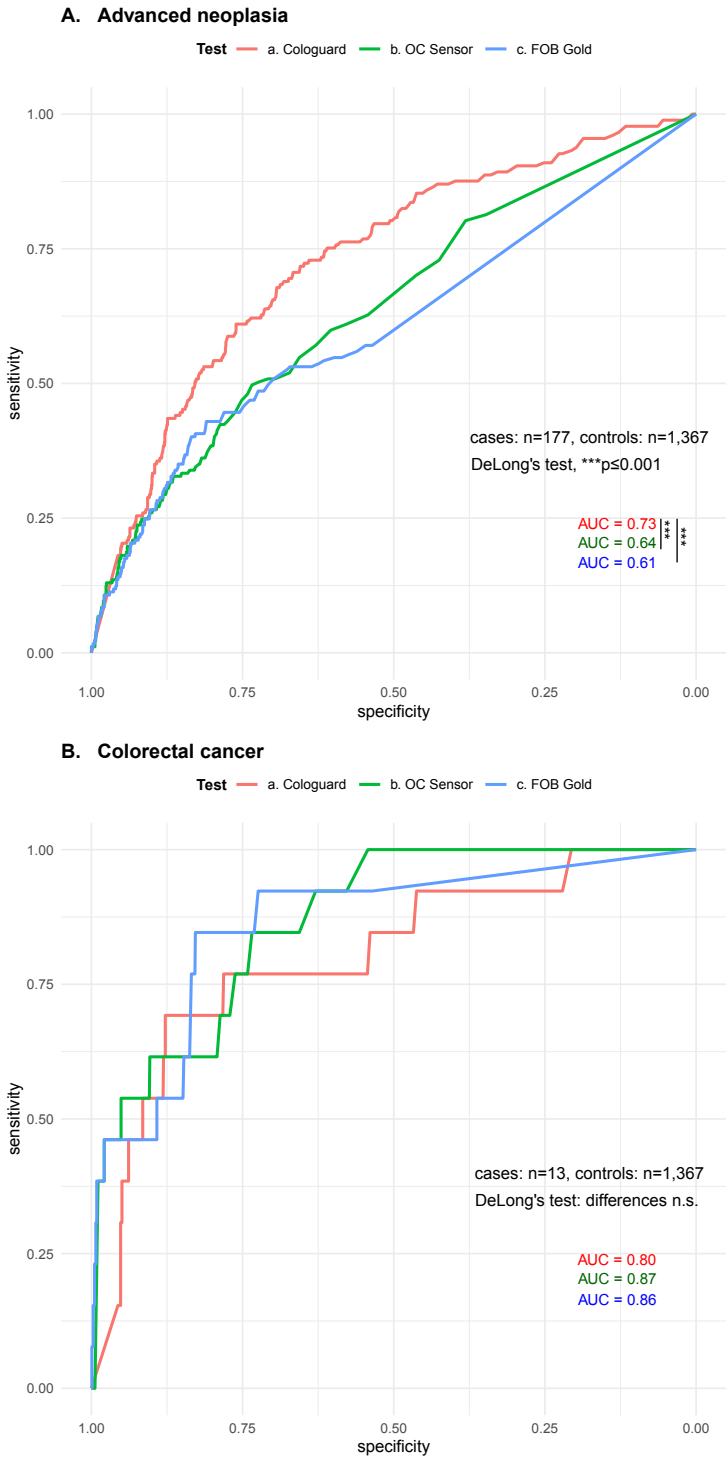 A. Advanced neoplasia
Test a. Cologuard b. OC Sensor c. FOB Gold
1.00
0.75
0.50
0.25
0.00
sensitivity
cases: n=177, controls: n=1,367
DeLong's test, ***p≤0.001
AUC = 0.73
AUC = 0.64
AUC = 0.61
***
***
1.00 0.75 0.50 0.25 0.00
specificity
B. Colorectal cancer
Test a. Cologuard b. OC Sensor c. FOB Gold
1.00
0.75
0.50
0.25
0.00
sensitivity
cases: n=13, controls: n=1,367
DeLong's test: differences n.s.
AUC = 0.80
AUC = 0.87
AUC = 0.86
1.00 0.75 0.50 0.25 0.00
specificity